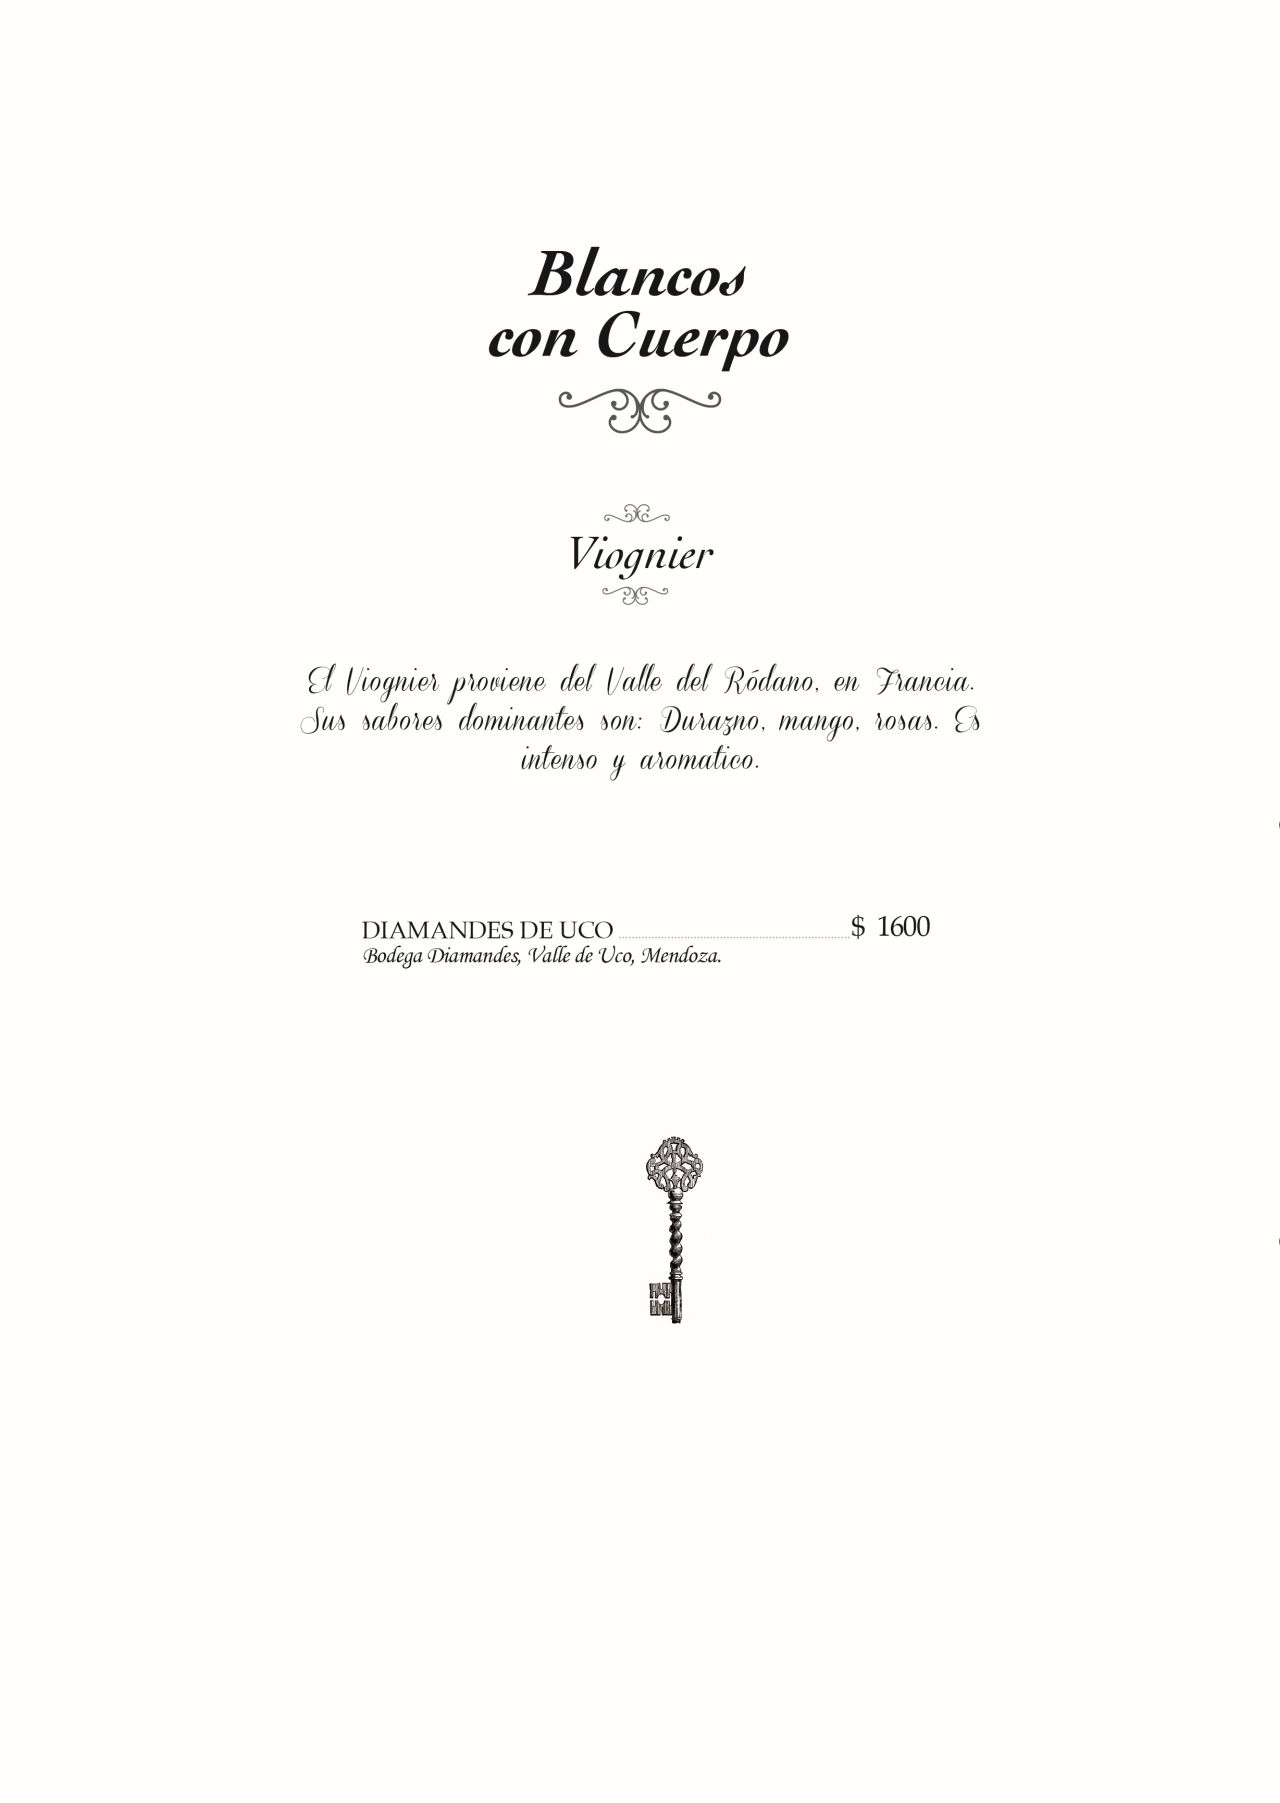 Blancos
con Cuerpo
Viognier
El Viognier proviene del Valle del Ródano, en Francia.
Sus sabores dominantes son: Durazno, mango, rosas. Es
intenso y aromatico.
DIAMANDES DE UCO ........ $ 1600
Bodega Diamandes, Valle de Uco, Mendoza.